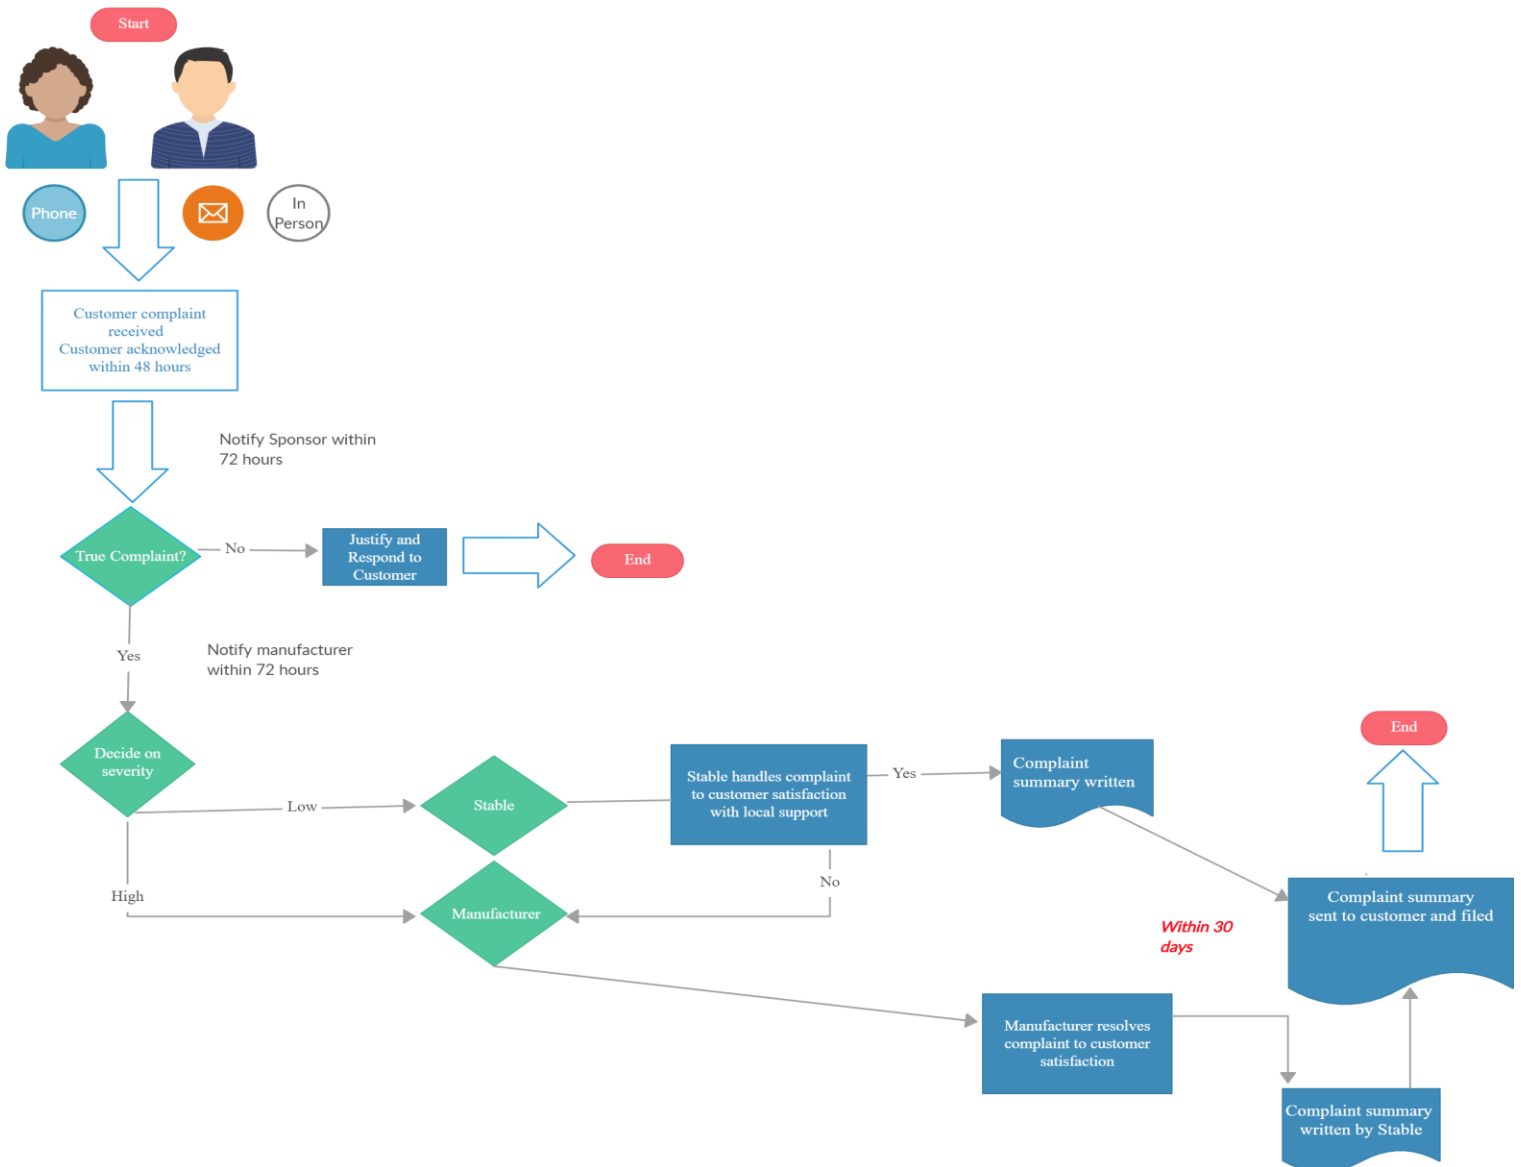 Start
Phone
In
Person
Customer complaint
received
Customer acknowledged
within 48 hours
Notify Sponsor within
72 hours
True Complaint?
No
Justify and
Respond to
Customer
End
Yes
Notify manufacturer
within 72 hours
Decide on
severity
Low
Stable
Stable handles complaint
to customer satisfaction
with local support
Yes
Complaint
summary written
End
High
No
Manufacturer
Within 30
days
Complaint summary
sent to customer and filed
Manufacturer resolves
complaint to customer
satisfaction
Complaint summary
written by Stable